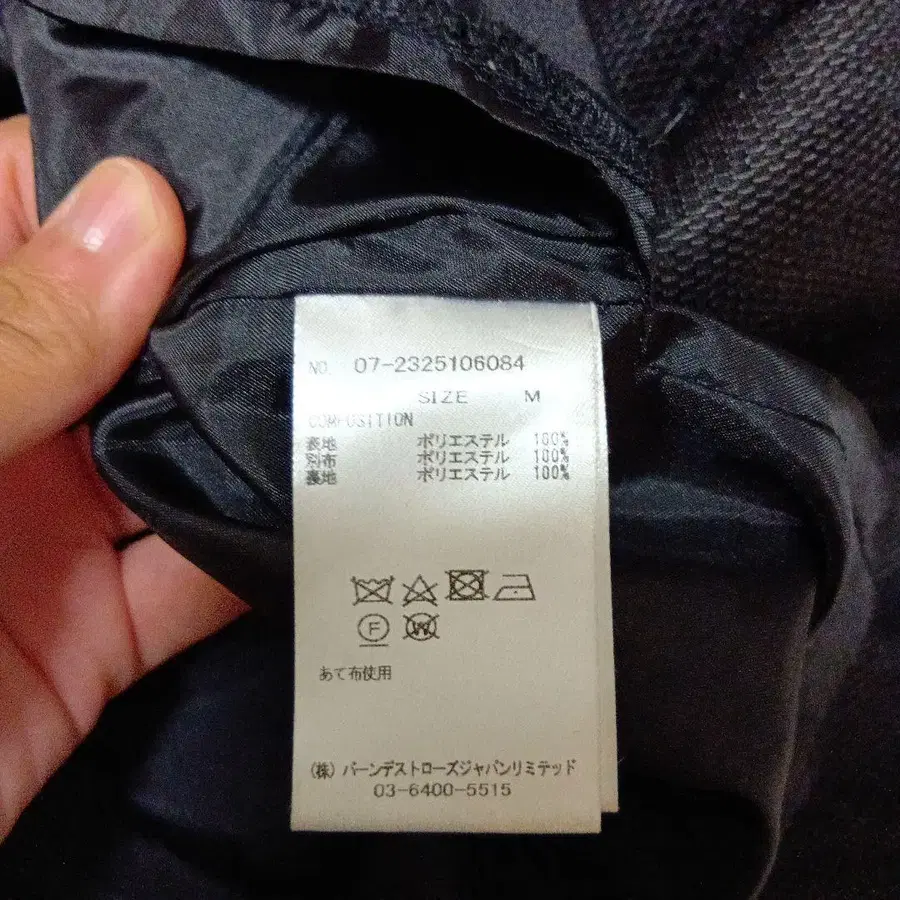 NO. 07-2325106084
SIZE M
COMPOSITION
表地 ポリエステル 100%
別布 ポリエステル 100%
裏地 ポリエステル 100%
F W
あて布使用
(株) バーンデストローズジャパンリミテッド
03-6400-5515